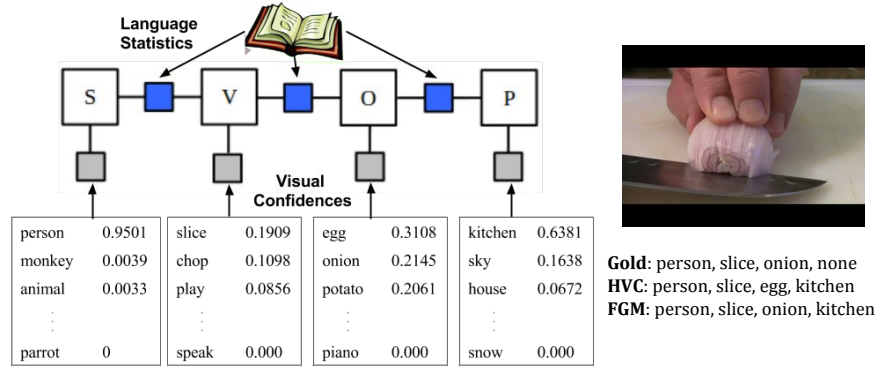 Language
Statistics
S
V
O
P
Visual
Confidences
person 0.9501
monkey 0.0039
animal 0.0033
parrot 0
slice 0.1909
chop 0.1098
play 0.0856
speak 0.000
egg 0.3108
onion 0.2145
potato 0.2061
piano 0.000
kitchen 0.6381
sky 0.1638
house 0.0672
snow 0.000
Gold: person, slice, onion, none
HVC: person, slice, egg, kitchen
FGM: person, slice, onion, kitchen